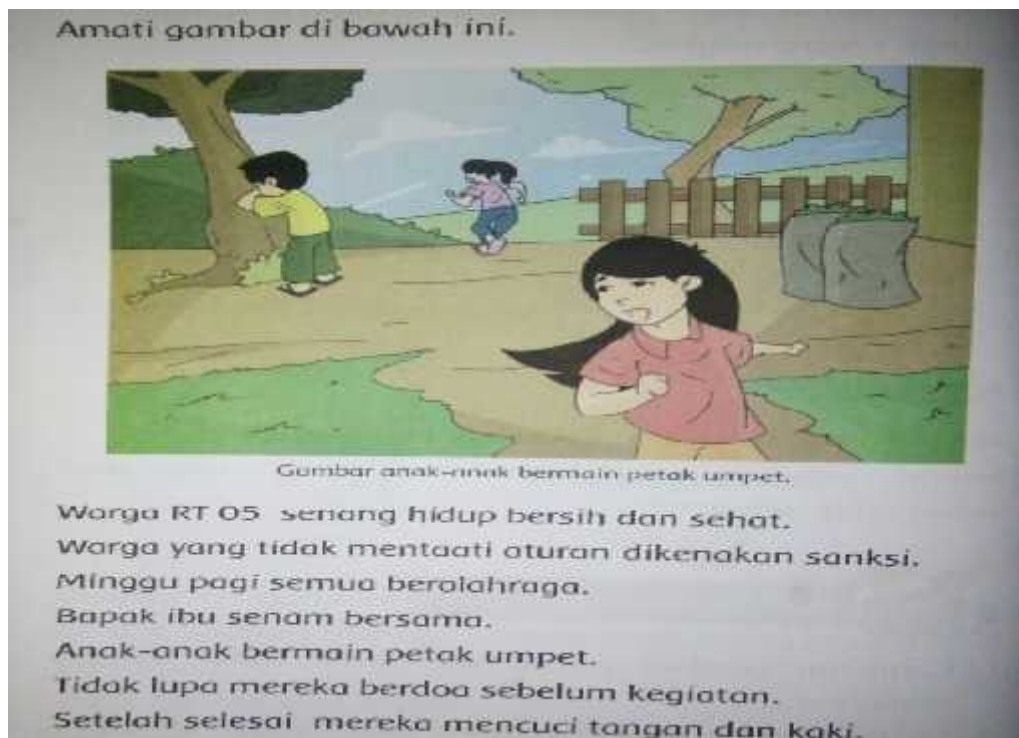 Amati gambar di bawah ini.
Gambar anak-anak bermain petak umpet.
Warga RT 05 senang hidup bersih dan sehat.
Warga yang tidak mentaati aturan dikenakan sanksi.
Minggu pagi semua berolahraga.
Bapak ibu senam bersama.
Anak-anak bermain petak umpet.
Tidak lupa mereka berdoa sebelum kegiatan.
Setelah selesai mereka mencuci tangan dan kaki.